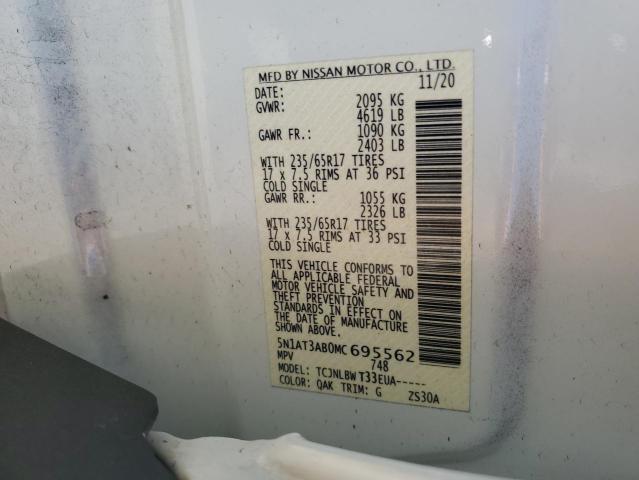 MFD BY NISSAN MOTOR CO., LTD.
DATE: 11/20
GVWR: 2095 KG
4619 LB
GAWR FR.: 1090 KG
2403 LB
WITH 235/65R17 TIRES
17 x 7.5 RIMS AT 36 PSI
COLD SINGLE
GAWR RR.: 1055 KG
2326 LB
WITH 235/65R17 TIRES
17 x 7.5 RIMS AT 33 PSI
COLD SINGLE
THIS VEHICLE CONFORMS TO
ALL APPLICABLE FEDERAL
MOTOR VEHICLE SAFETY AND
THEFT PREVENTION
STANDARDS IN EFFECT ON
THE DATE OF MANUFACTURE
SHOWN ABOVE.
5N1AT3AB0MC695562
MPV 748
MODEL: TCJNLBW T33EUA-----
COLOR: QAK TRIM: G ZS30A